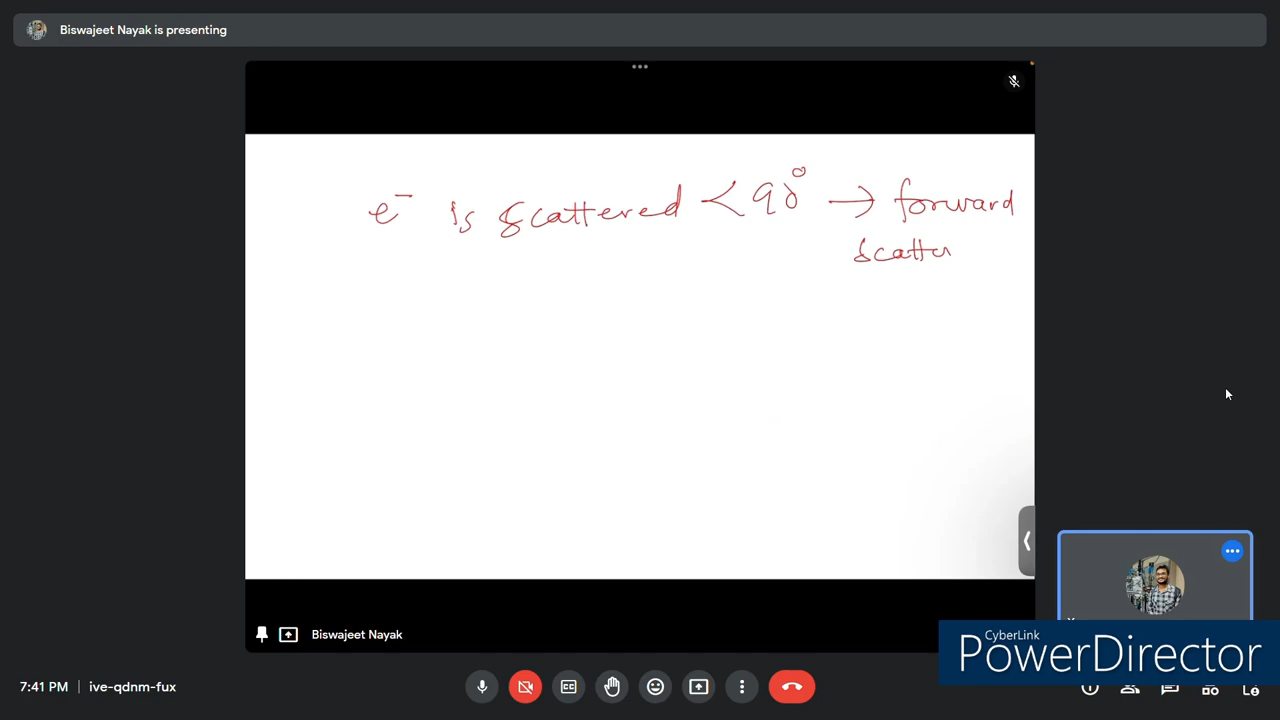 Biswajeet Nayak is presenting
e⁻ is scattered < 90° → forward
scatter
Biswajeet Nayak
CyberLink
PowerDirector
7:41 PM | ive-qdnm-fux
CC